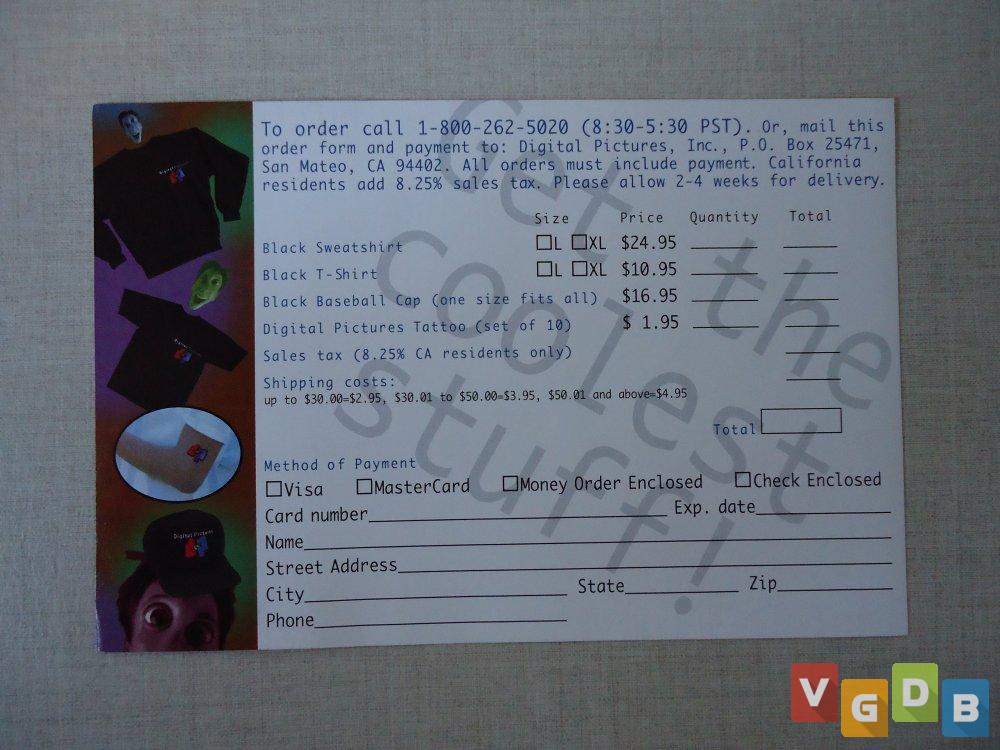 Get the
coolest
stuff!
To order call 1-800-262-5020 (8:30-5:30 PST). Or, mail this
order form and payment to: Digital Pictures, Inc., P.O. Box 25471,
San Mateo, CA 94402. All orders must include payment. California
residents add 8.25% sales tax. Please allow 2-4 weeks for delivery.
Size Price Quantity Total
Black Sweatshirt L XL $24.95
Black T-Shirt L XL $10.95
Black Baseball Cap (one size fits all) $16.95
Digital Pictures Tattoo (set of 10) $ 1.95
Sales tax (8.25% CA residents only)
Shipping costs:
up to $30.00=$2.95, $30.01 to $50.00=$3.95, $50.01 and above=$4.95
Total
Method of Payment
Visa MasterCard Money Order Enclosed Check Enclosed
Card number Exp. date
Name
Street Address
City State Zip
Phone
Digital Pictures
VGDB